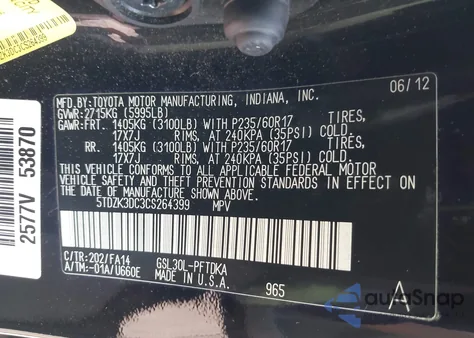 06/12
MFD.BY:TOYOTA MOTOR MANUFACTURING, INDIANA, INC.
GVWR:2715KG (5995LB)
GAWR:FRT. 1405KG (3100LB) WITH P235/60R17 TIRES,
17X7J RIMS, AT 240KPA (35PSI) COLD.
RR. 1405KG (3100LB) WITH P235/60R17 TIRES,
17X7J RIMS, AT 240KPA (35PSI) COLD.
THIS VEHICLE CONFORMS TO ALL APPLICABLE FEDERAL MOTOR
VEHICLE SAFETY AND THEFT PREVENTION STANDARDS IN EFFECT ON
THE DATE OF MANUFACTURE SHOWN ABOVE.
5TDZK3DC3CS264399 MPV
C/TR:202/FA14 GSL30L-PFTDKA
A/TM:-01A/U660E MADE IN U.S.A. 965
A
2577V 53870
autoSnap